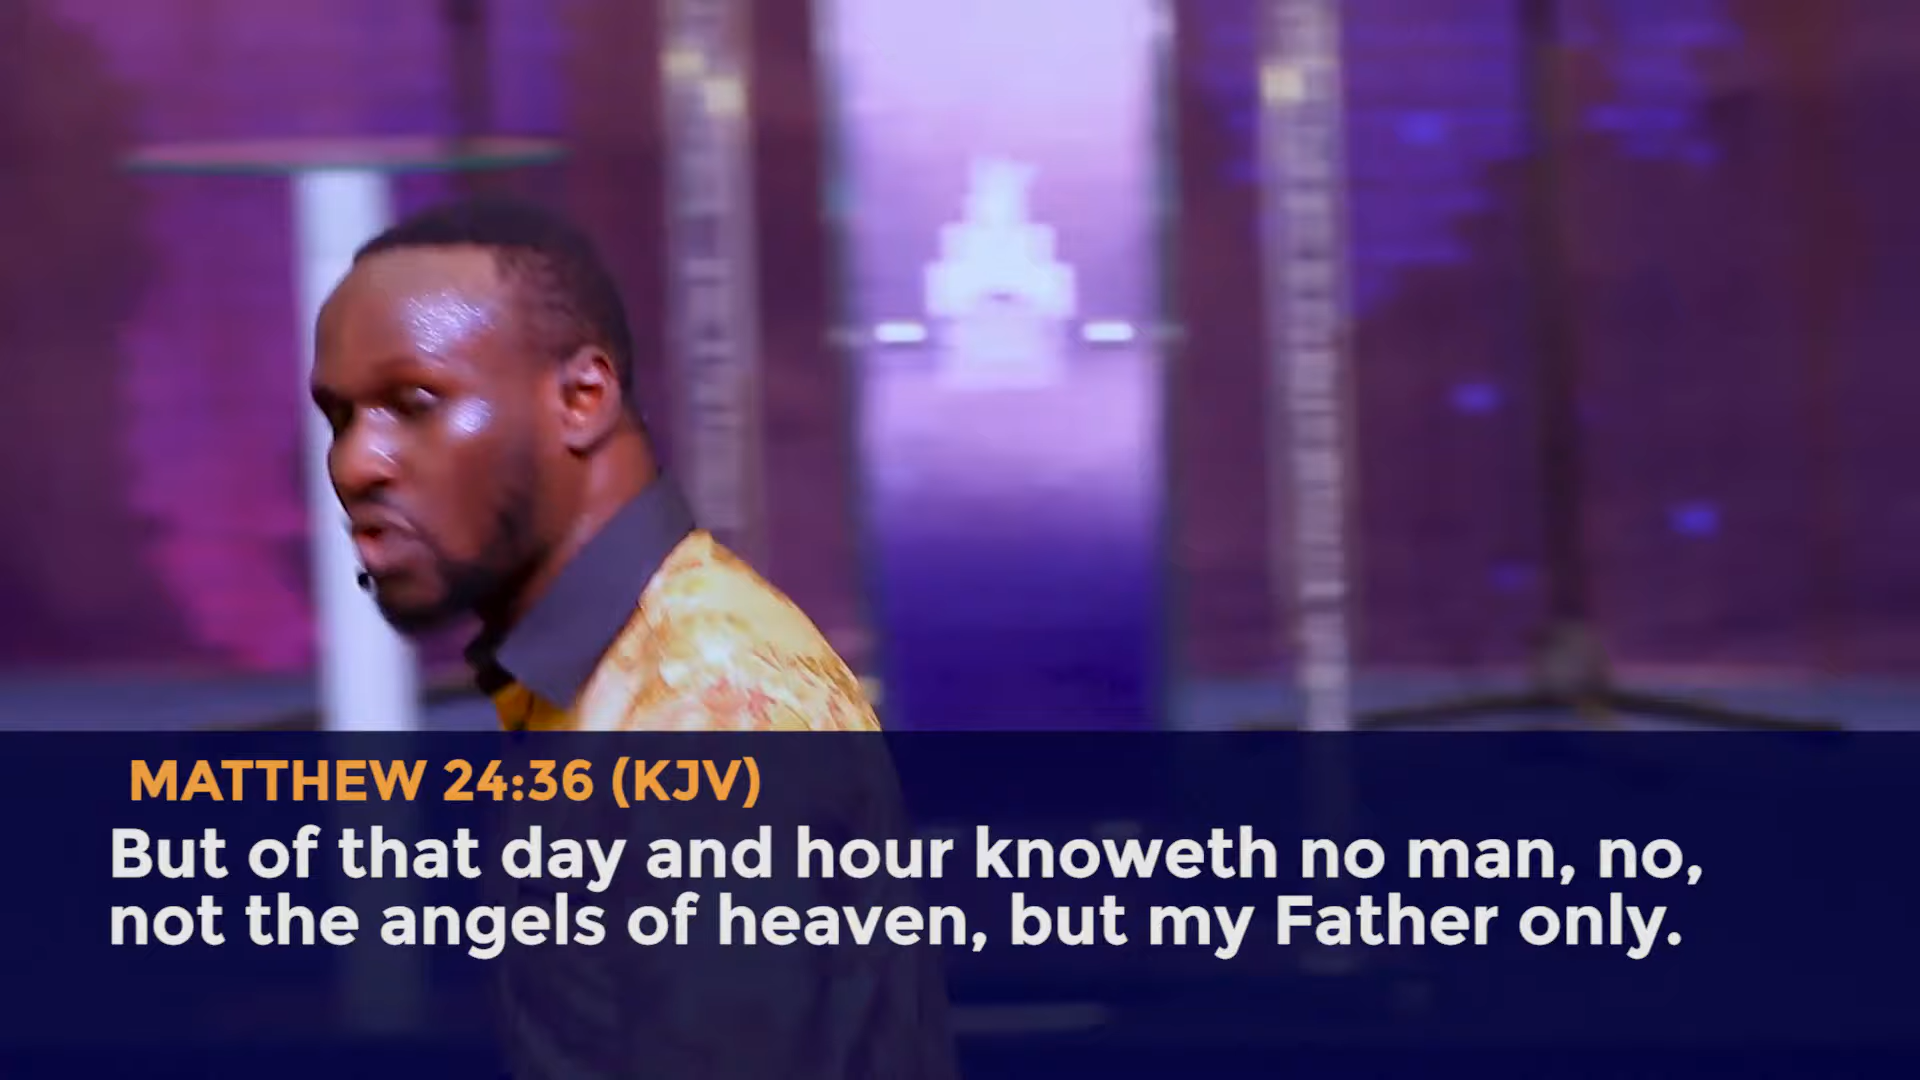 MATTHEW 24:36 (KJV)
But of that day and hour knoweth no man, no,
not the angels of heaven, but my Father only.